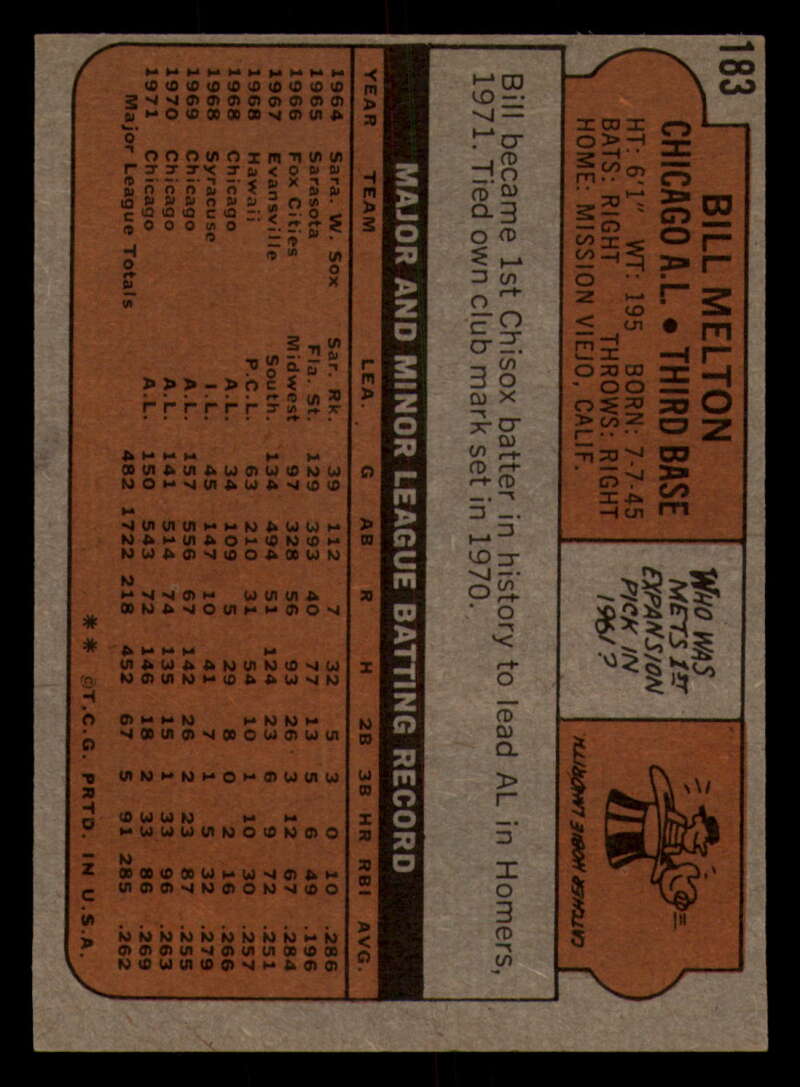 183
BILL MELTON
CHICAGO A.L. • THIRD BASE
HT: 6'1" WT: 195 BORN: 7-7-45
BATS: RIGHT THROWS: RIGHT
HOME: MISSION VIEJO, CALIF.
WHO WAS
METS 1ST
EXPANSION
PICK IN
1961?
CATCHER HOBIE LANDRITH
Bill became 1st Chisox batter in history to lead AL in Homers,
1971. Tied own club mark set in 1970.
MAJOR AND MINOR LEAGUE BATTING RECORD
YEAR TEAM LEA. G AB R H 2B 3B HR RBI AVG.
1964 Sara. W. Sox Sar. Rk. 39 112 7 32 5 3 0 10 .286
1965 Sarasota Fla. St. 129 393 40 77 13 5 6 49 .196
1966 Fox Cities Midwest 97 328 56 93 26 3 12 67 .284
1967 Evansville South. 134 494 51 124 23 6 9 72 .251
1968 Hawaii P.C.L. 63 210 31 54 10 1 10 30 .257
1968 Chicago A.L. 34 109 5 29 8 0 2 16 .266
1968 Syracuse I.L. 45 147 10 41 7 1 5 32 .279
1969 Chicago A.L. 157 556 67 142 26 2 23 87 .255
1970 Chicago A.L. 141 514 74 135 15 1 33 96 .263
1971 Chicago A.L. 150 543 72 146 18 2 33 86 .269
Major League Totals 482 1722 218 452 67 5 91 285 .262
** @T.C.G. PRTD. IN U.S.A.